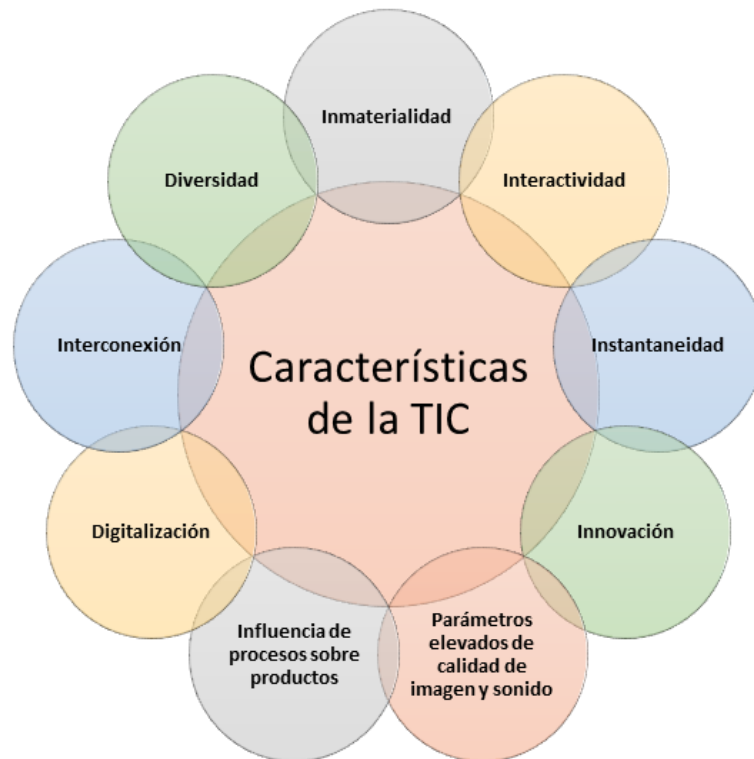 Inmaterialidad
Diversidad
Interactividad
Interconexión
Instantaneidad
Características
de la TIC
Digitalización
Innovación
Influencia de
procesos sobre
productos
Parámetros
elevados de
calidad de
imagen y sonido